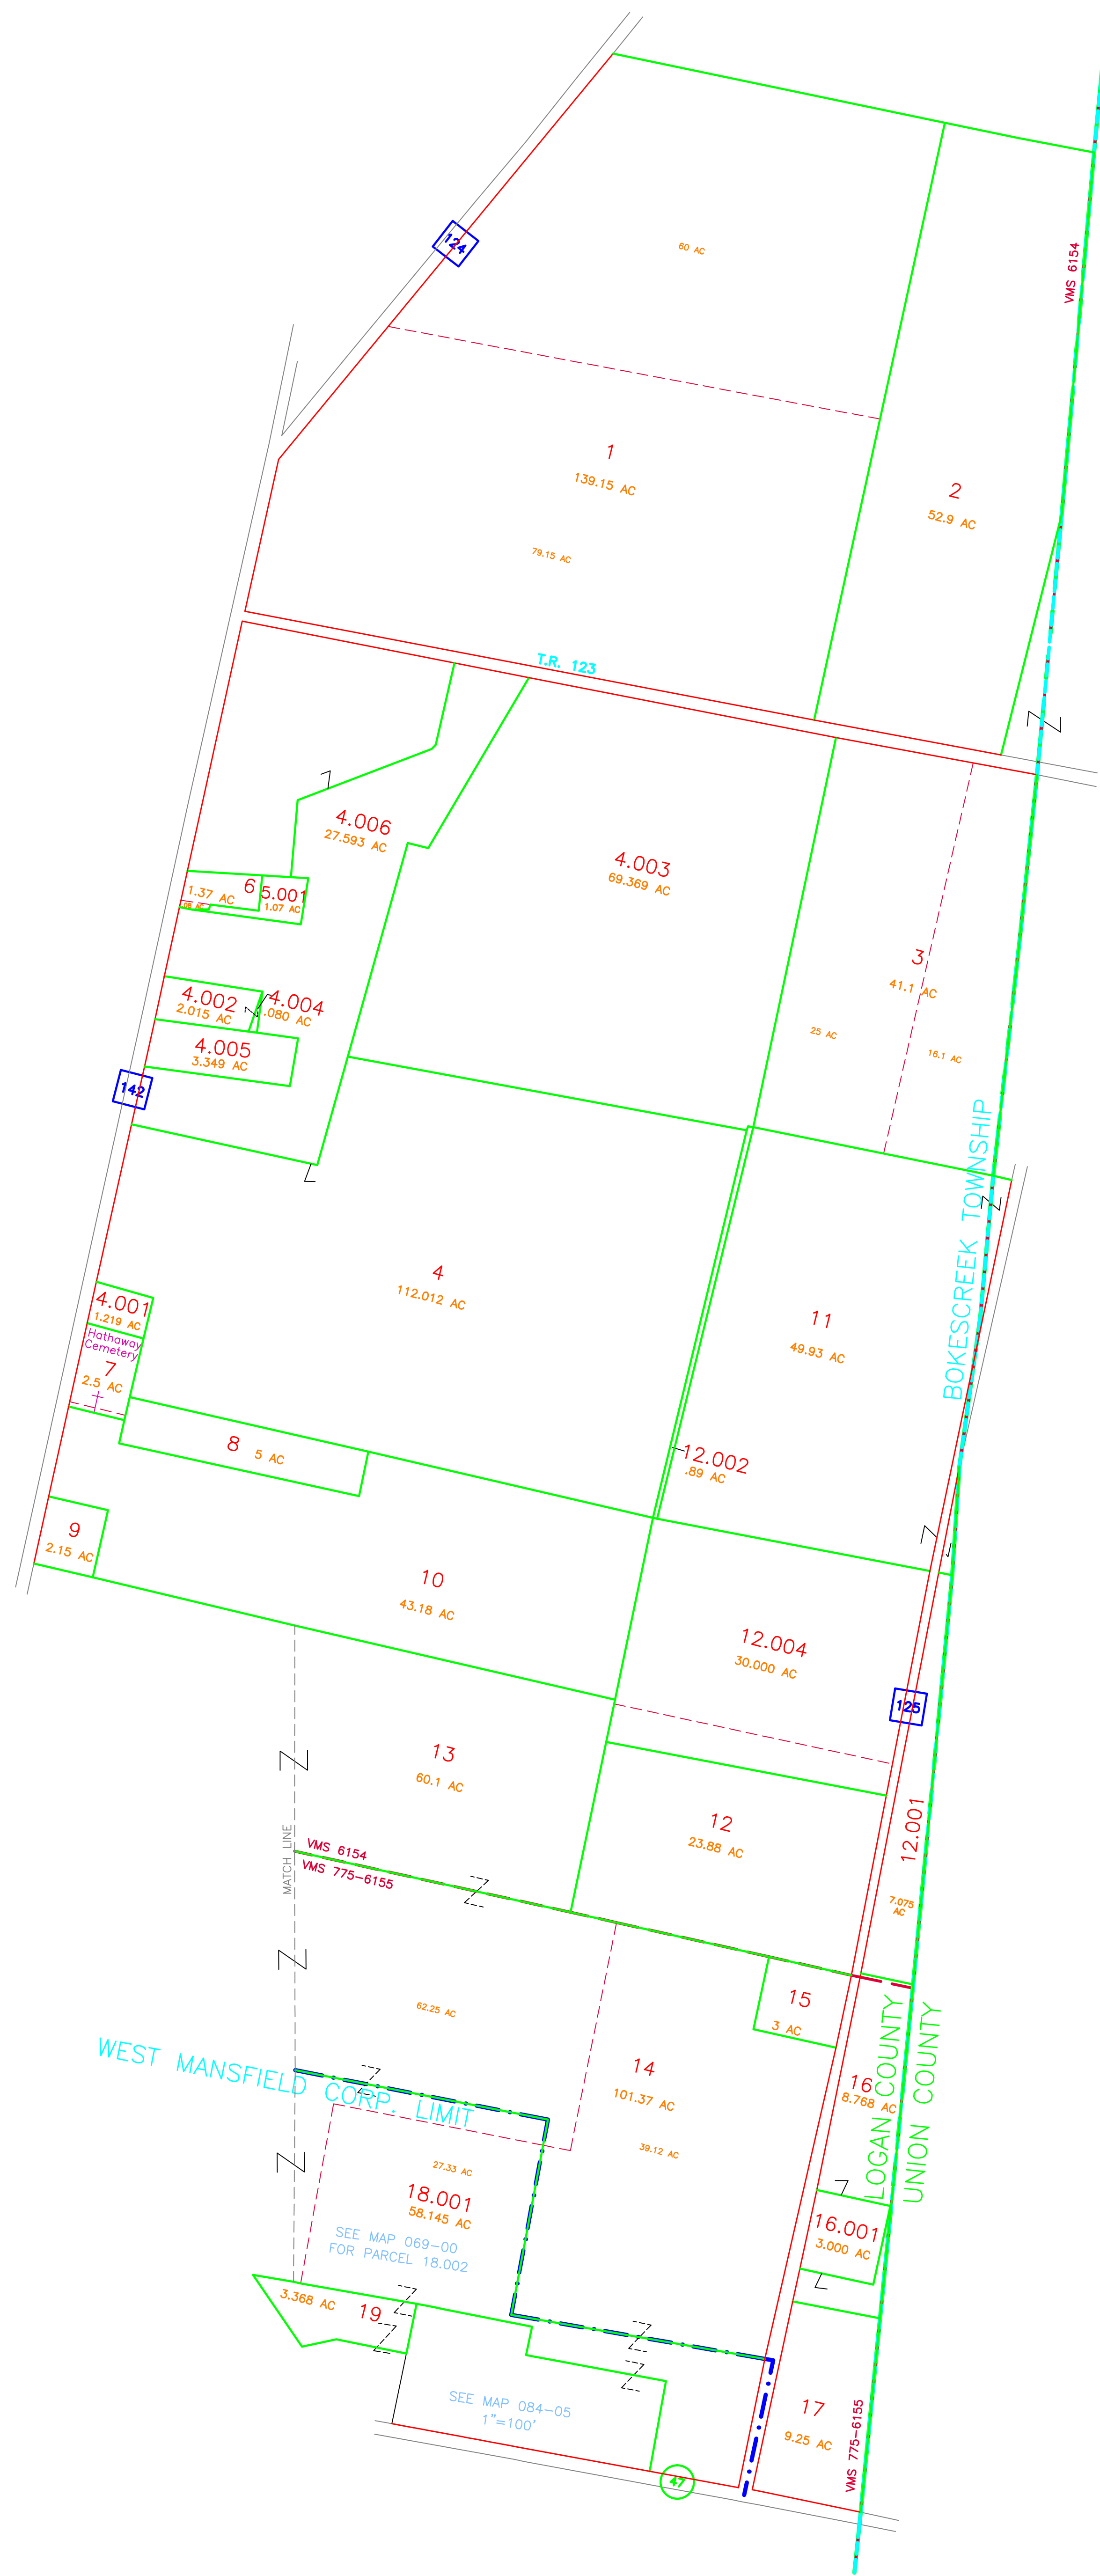 124
60 AC
VMS 6154
1
139.15 AC
2
52.9 AC
79.15 AC
T.R. 123
4.006
27.593 AC
4.003
69.369 AC
6
1.37 AC
5.001
1.07 AC
3
41.1 AC
4.002
2.015 AC
4.004
.080 AC
25 AC
16.1 AC
4.005
3.349 AC
142
BOKESCREEK TOWNSHIP
4
112.012 AC
4.001
1.219 AC
11
49.93 AC
Hathaway
Cemetery
7
2.5 AC
8 5 AC
12.002
.89 AC
9
2.15 AC
10
43.18 AC
12.004
30.000 AC
125
13
60.1 AC
12
23.88 AC
12.001
MATCH LINE
VMS 6154
VMS 775-6155
7.075
AC
62.25 AC
15
3 AC
LOGAN COUNTY
UNION COUNTY
WEST MANSFIELD CORP. LIMIT
14
101.37 AC
16
8.768 AC
39.12 AC
27.33 AC
18.001
58.145 AC
SEE MAP 069-00
FOR PARCEL 18.002
16.001
3.000 AC
3.368 AC
19
SEE MAP 084-05
1"=100'
17
9.25 AC
VMS 775-6155
47